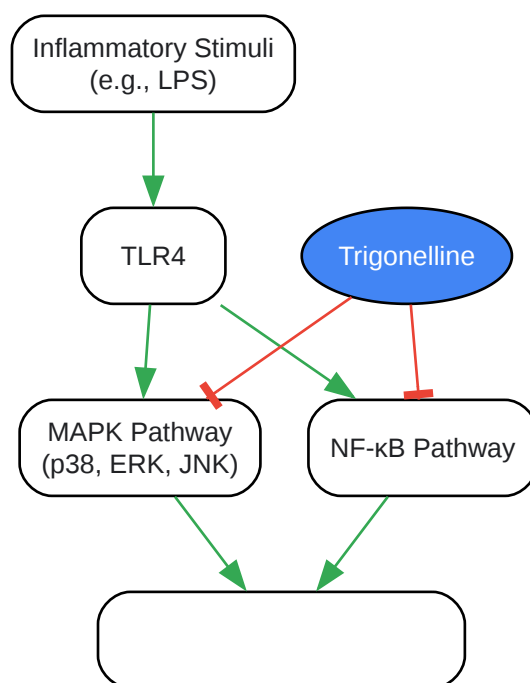 Inflammatory Stimuli
(e.g., LPS)
TLR4
Trigonelline
MAPK Pathway
(p38, ERK, JNK)
NF-κB Pathway